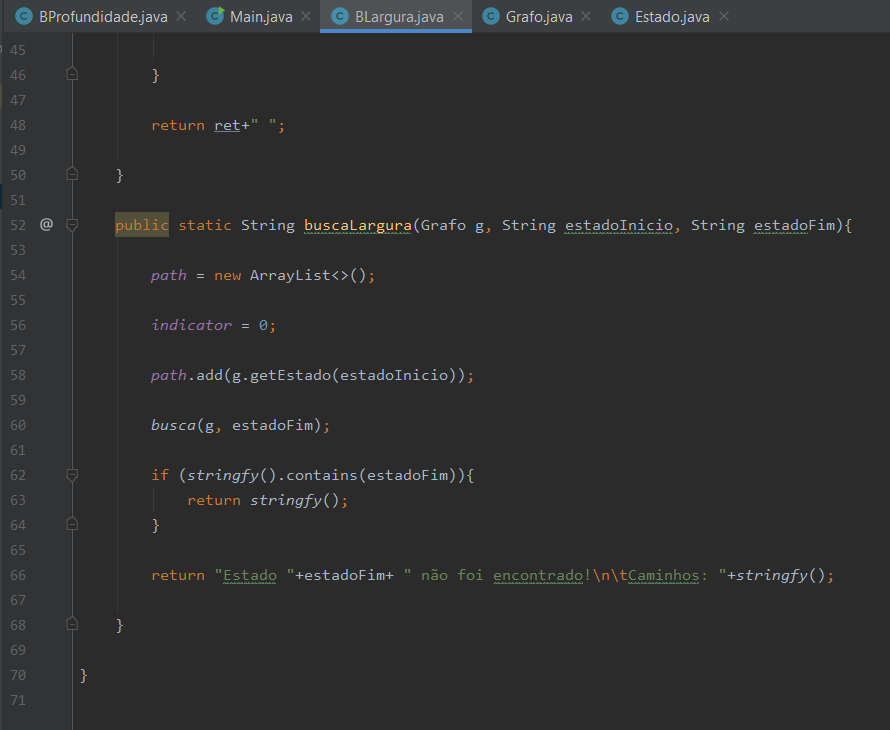 BProfundidade.java Main.java BLargura.java Grafo.java Estado.java
45
46 }
47
48 return ret+" ";
49
50 }
51
52 @ public static String buscaLargura(Grafo g, String estadoInicio, String estadoFim){
53
54 path = new ArrayList<>();
55
56 indicator = 0;
57
58 path.add(g.getEstado(estadoInicio));
59
60 busca(g, estadoFim);
61
62 if (stringfy().contains(estadoFim)){
63 return stringfy();
64 }
65
66 return "Estado "+estadoFim+ " não foi encontrado!\n\tCaminhos: "+stringfy();
67
68 }
69
70 }
71